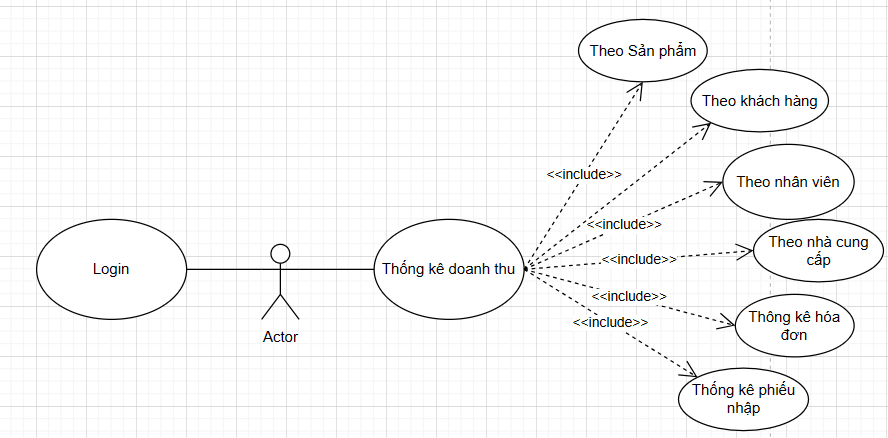 Theo Sản phẩm
Theo khách hàng
<<include>>
Theo nhân viên
<<include>>
Theo nhà cung
cấp
<<include>>
Login
Thống kê doanh thu
<<include>>
Thông kê hóa
đơn
<<include>>
Actor
Thống kê phiếu
nhập